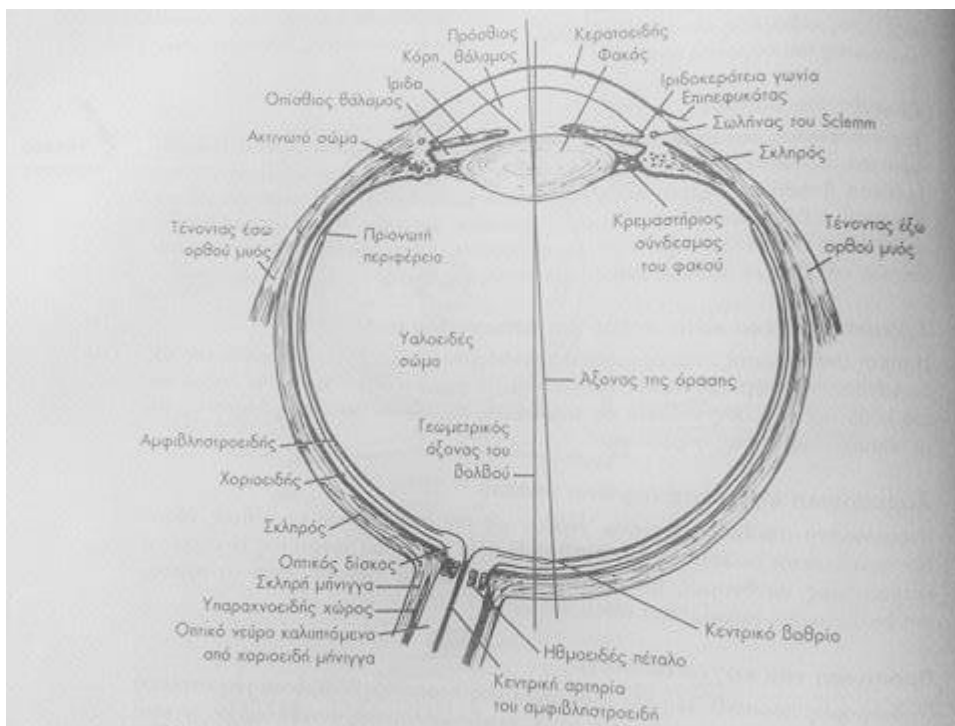 Πρόσθιος
θάλαμος
Κόρη
Ίριδα
Οπίσθιος θάλαμος
Ακτινωτό σώμα
Κερατοειδής
Φακός
Ιριδοκερατεια γωνία
Επιπεφυκότας
Σωλήνας του Sclemm
Σκληρός
Τένοντας έσω
ορθού μυός
Πριονωτή
περιφέρεια
Κρεμαστήριος
σύνδεσμος
του φακού
Τένοντας έξω
ορθού μυός
Υαλοειδές
σώμα
Άξονας της όρασης
Γεωμετρικός
άξονας του
βολβού
Αμφιβληστροειδής
Χοριοειδής
Σκληρός
Οπτικός δίσκος
Σκληρή μήνιγγα
Υπαραχνοειδής χώρος
Οπτικό νεύρο καλυπτόμενο
από χοριοειδή μήνιγγα
Κεντρικό βοθρίο
Ηθμοειδές πέταλο
Κεντρική αρτηρία
του αμφιβληστροειδή